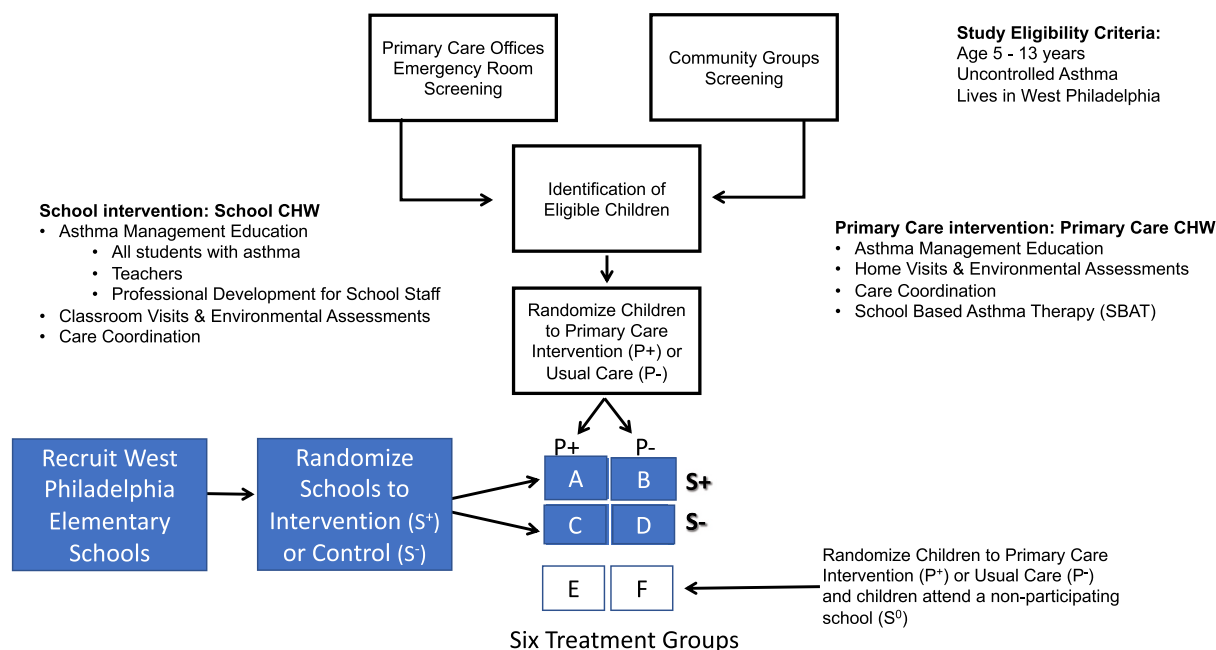 Primary Care Offices
Emergency Room
Screening
Community Groups
Screening
Study Eligibility Criteria:
Age 5 - 13 years
Uncontrolled Asthma
Lives in West Philadelphia
Identification of
Eligible Children
School intervention: School CHW
• Asthma Management Education
• All students with asthma
• Teachers
• Professional Development for School Staff
• Classroom Visits & Environmental Assessments
• Care Coordination
Primary Care intervention: Primary Care CHW
• Asthma Management Education
• Home Visits & Environmental Assessments
• Care Coordination
• School Based Asthma Therapy (SBAT)
Randomize Children
to Primary Care
Intervention (P+) or
Usual Care (P-)
Recruit West
Philadelphia
Elementary
Schools
Randomize
Schools to
Intervention (S⁺)
or Control (S⁻)
P+ P-
A B S+
C D S-
E F
Randomize Children to Primary Care
Intervention (P⁺) or Usual Care (P⁻)
and children attend a non-participating
school (S⁰)
Six Treatment Groups